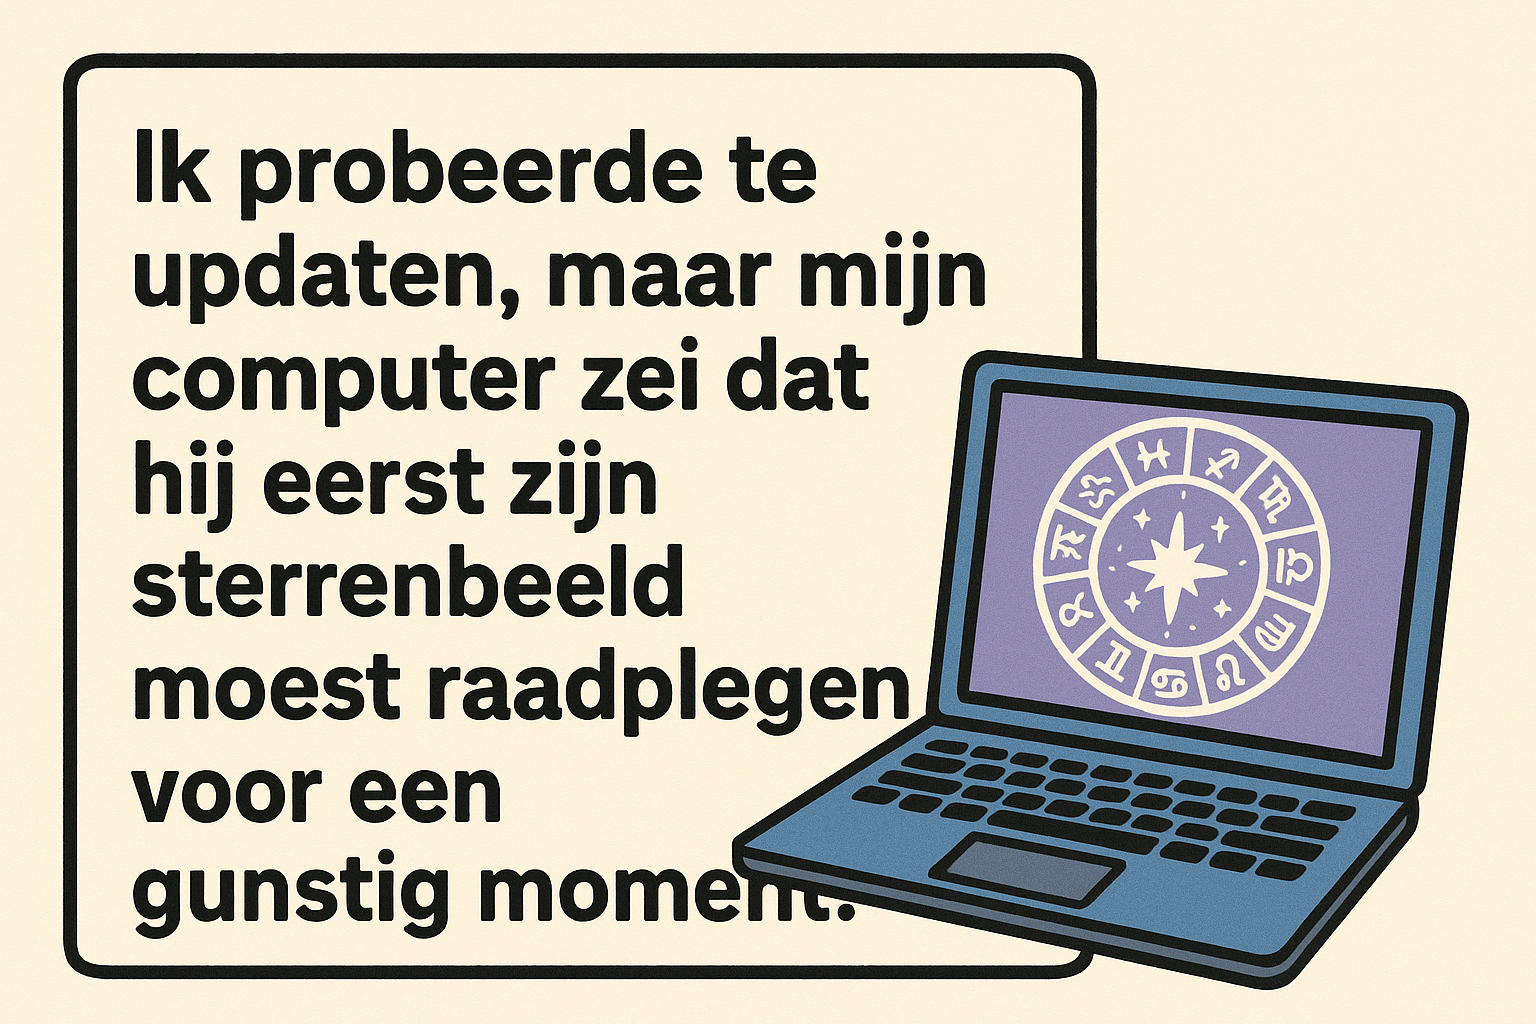 Ik probeerde te
updaten, maar mijn
computer zei dat
hij eerst zijn
sterrenbeeld
moest raadplegen
voor een
gunstig moment.